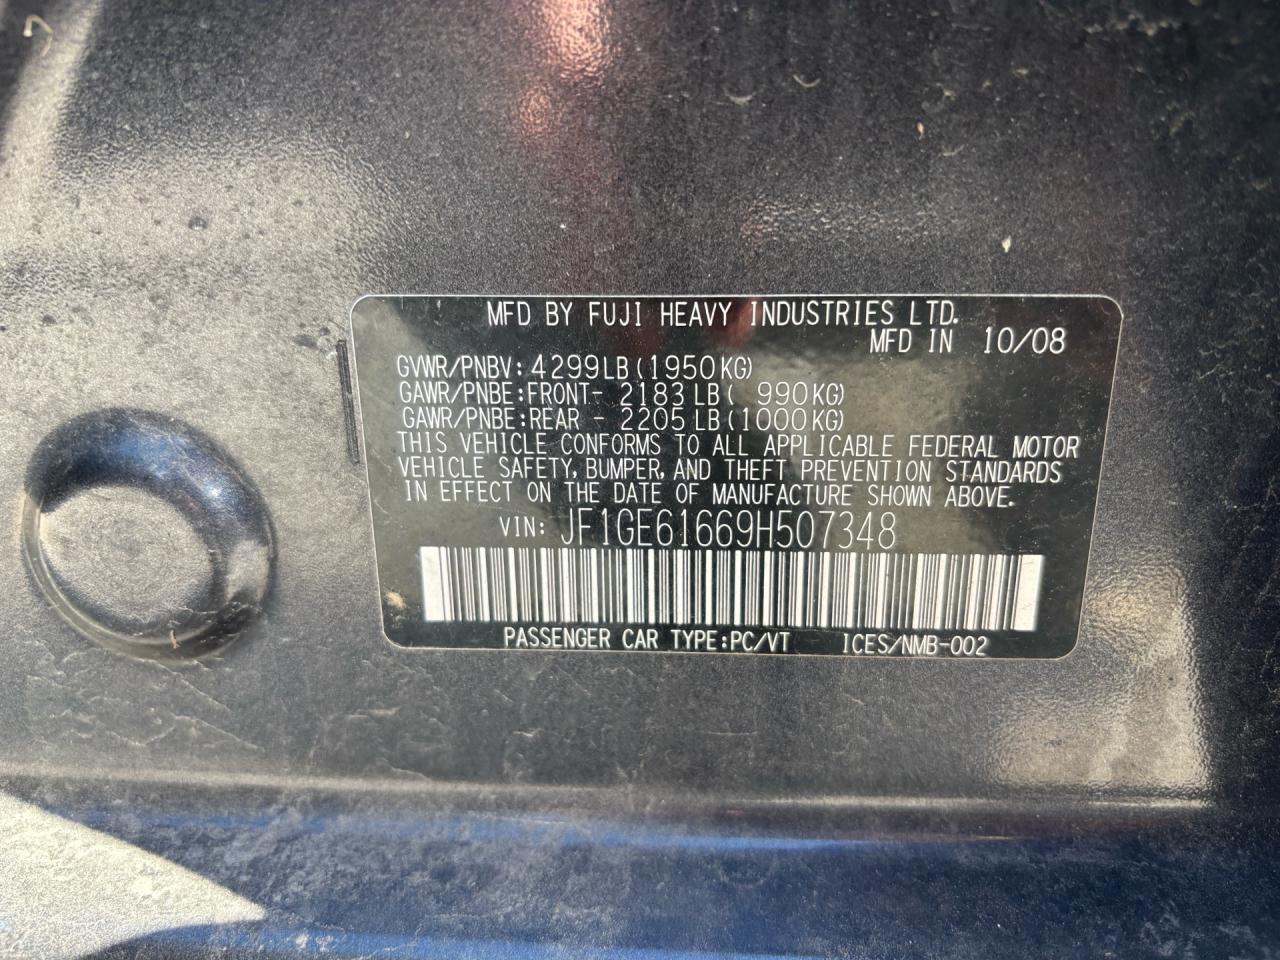 MFD BY FUJI HEAVY INDUSTRIES LTD.
MFD IN 10/08
GVWR/PNBV: 4299LB (1950KG)
GAWR/PNBE:FRONT- 2183LB ( 990KG)
GAWR/PNBE:REAR - 2205LB (1000KG)
THIS VEHICLE CONFORMS TO ALL APPLICABLE FEDERAL MOTOR
VEHICLE SAFETY, BUMPER, AND THEFT PREVENTION STANDARDS
IN EFFECT ON THE DATE OF MANUFACTURE SHOWN ABOVE.
VIN: JF1GE61669H507348
PASSENGER CAR TYPE:PC/VT ICES/NMB-002